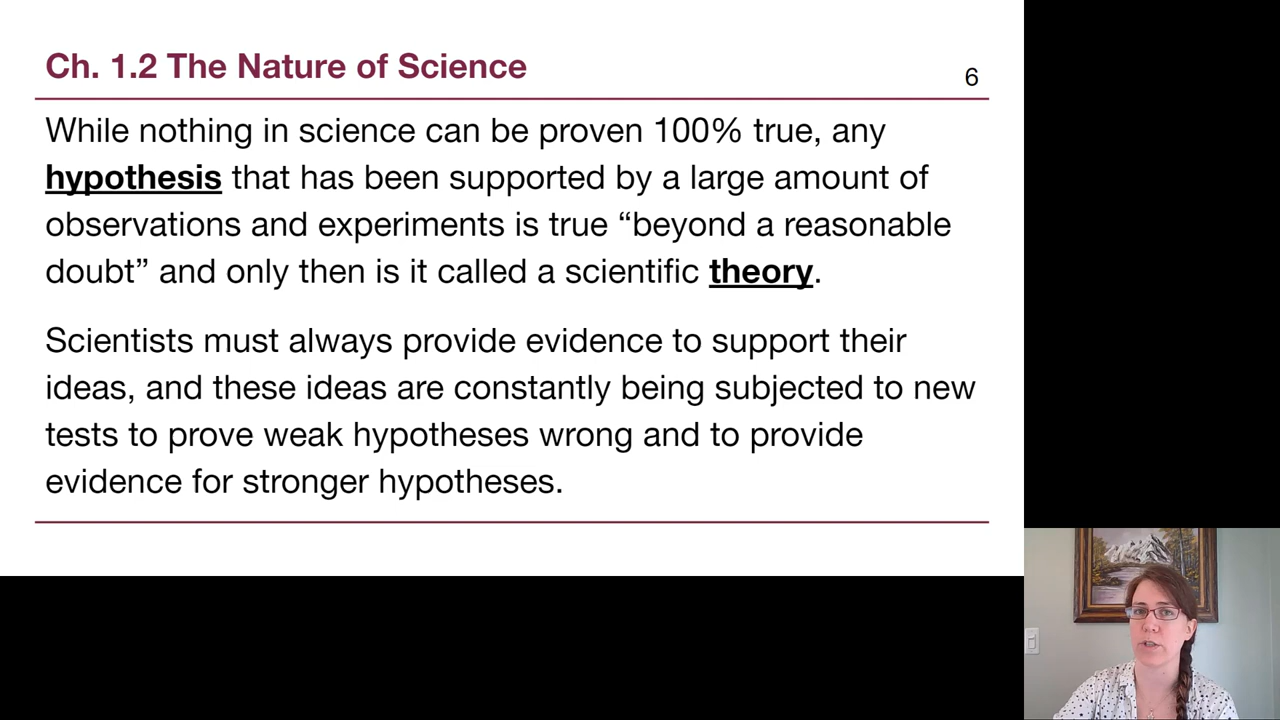 Ch. 1.2 The Nature of Science
6
While nothing in science can be proven 100% true, any
hypothesis that has been supported by a large amount of
observations and experiments is true “beyond a reasonable
doubt” and only then is it called a scientific theory.
Scientists must always provide evidence to support their
ideas, and these ideas are constantly being subjected to new
tests to prove weak hypotheses wrong and to provide
evidence for stronger hypotheses.